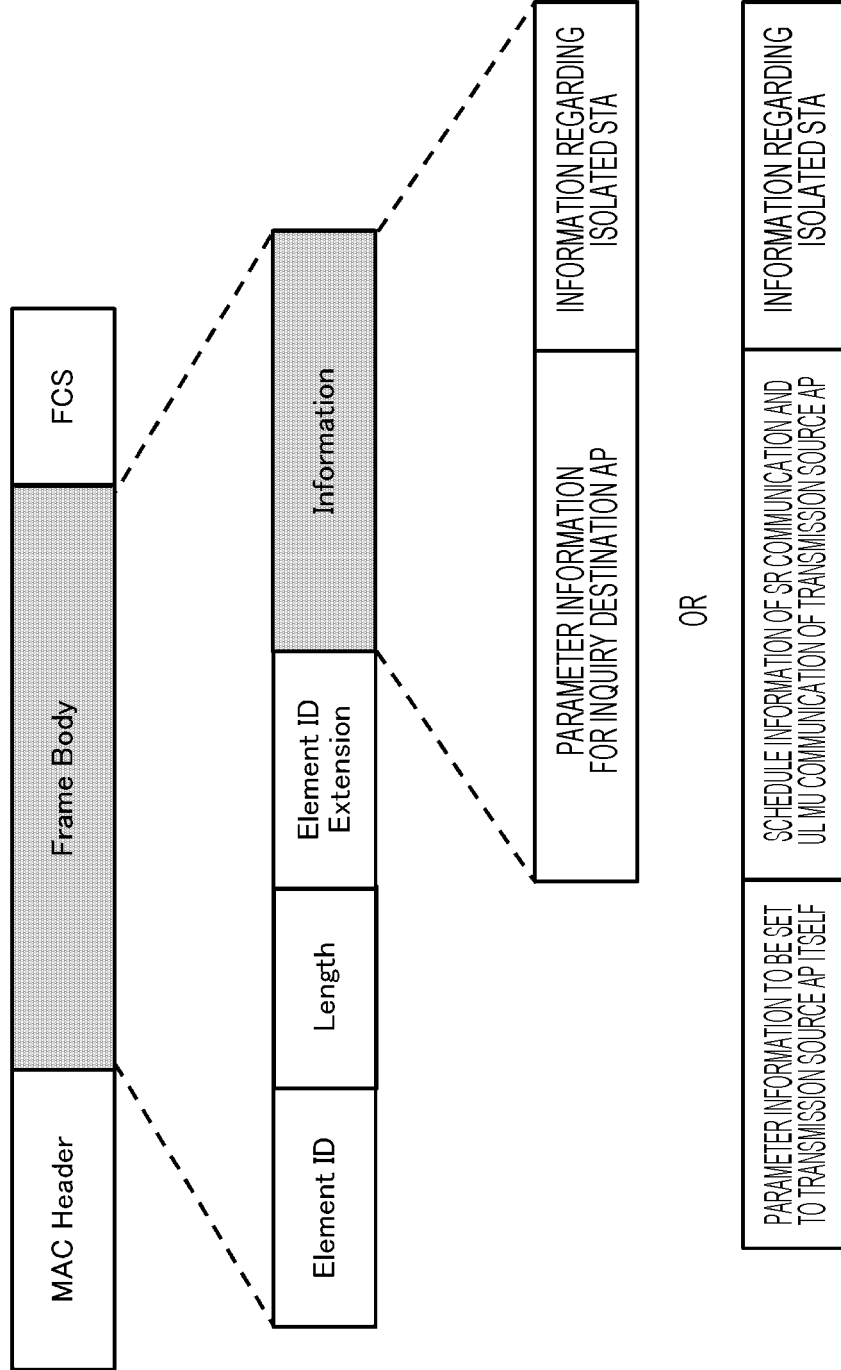 MAC Header
Frame Body
FCS
Element ID
Length
Element ID
Extension
Information
PARAMETER INFORMATION
FOR INQUIRY DESTINATION AP
INFORMATION REGARDING
ISOLATED STA
OR
PARAMETER INFORMATION TO BE SET
TO TRANSMISSION SOURCE AP ITSELF
SCHEDULE INFORMATION OF SR COMMUNICATION AND
UL MU COMMUNICATION OF TRANSMISSION SOURCE AP
INFORMATION REGARDING
ISOLATED STA